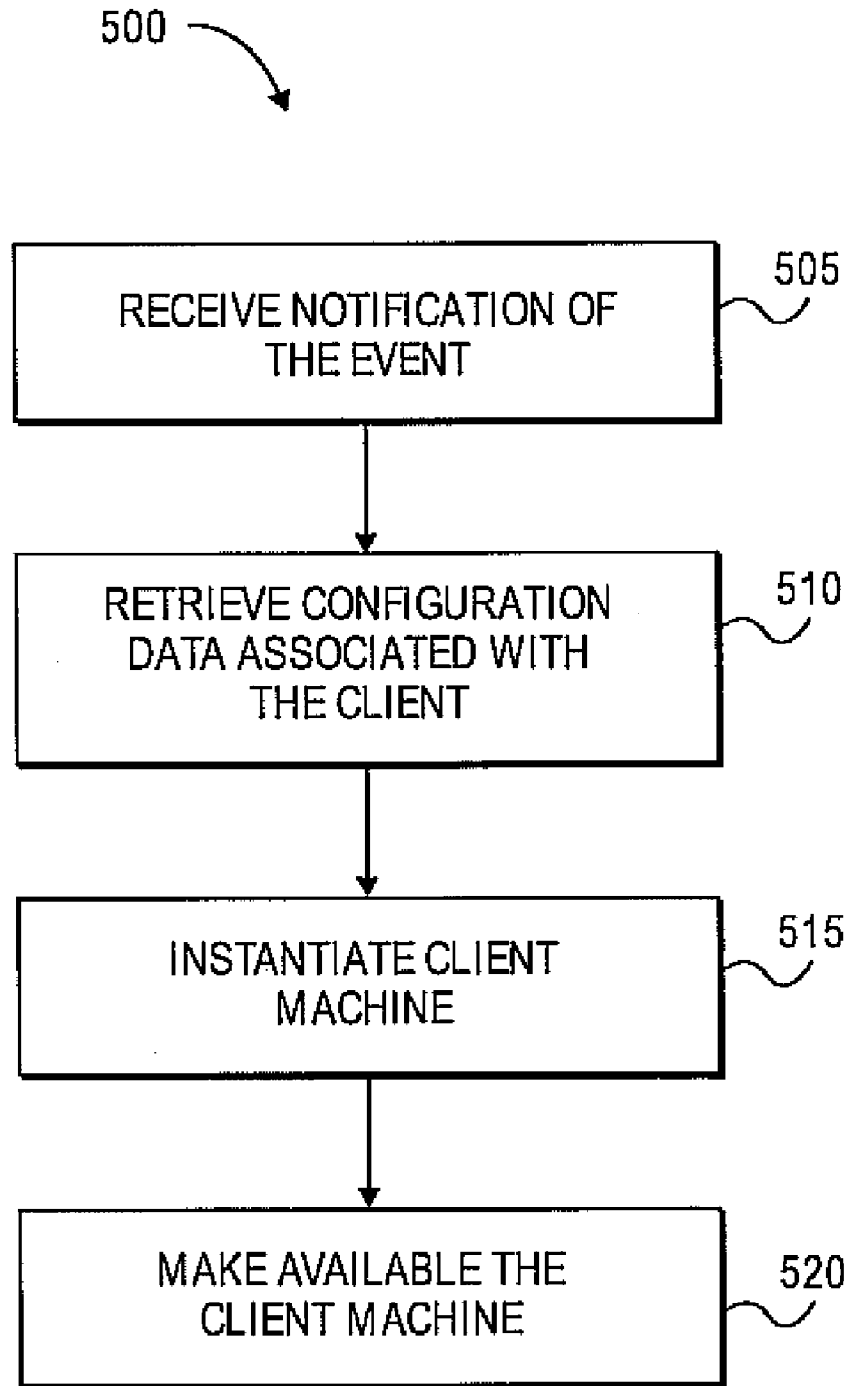 500
RECEIVE NOTIFICATION OF
THE EVENT
505
RETRIEVE CONFIGURATION
DATA ASSOCIATED WITH
THE CLIENT
510
INSTANTIATE CLIENT
MACHINE
515
MAKE AVAILABLE THE
CLIENT MACHINE
520